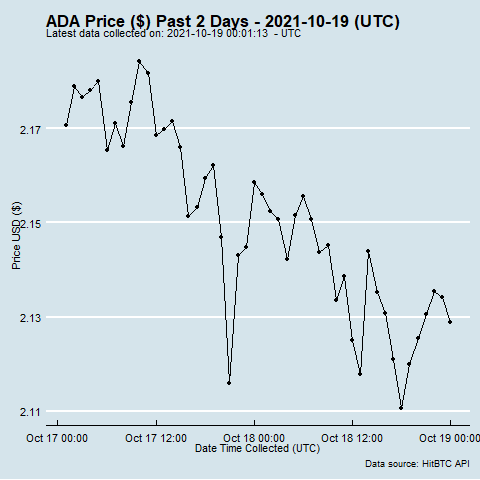 ADA Price ($) Past 2 Days - 2021-10-19 (UTC)
Latest data collected on: 2021-10-19 00:01:13 - UTC
2.17
2.15
2.13
2.11
Price USD ($)
Oct 17 00:00 Oct 17 12:00 Oct 18 00:00 Oct 18 12:00 Oct 19 00:00
Date Time Collected (UTC)
Data source: HitBTC API